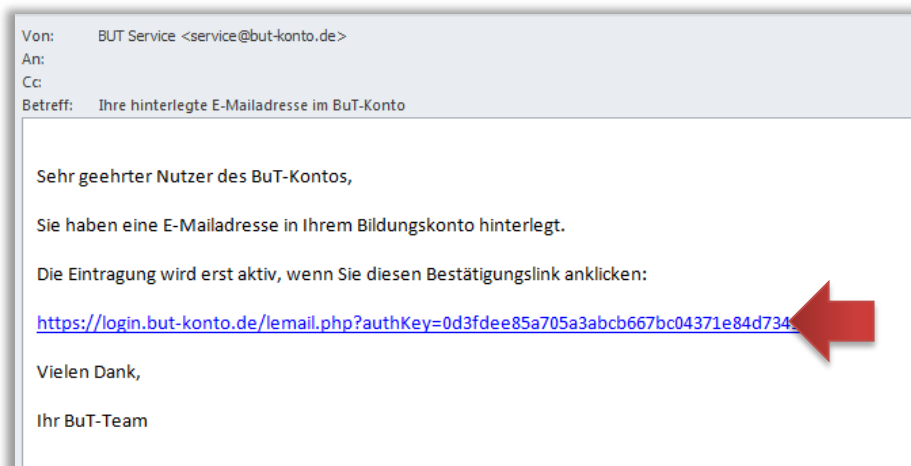 Von: BUT Service <service@but-konto.de>
An:
Cc:
Betreff: Ihre hinterlegte E-Mailadresse im BuT-Konto
Sehr geehrter Nutzer des BuT-Kontos,
Sie haben eine E-Mailadresse in Ihrem Bildungskonto hinterlegt.
Die Eintragung wird erst aktiv, wenn Sie diesen Bestätigungslink anklicken:
https://login.but-konto.de/lemail.php?authKey=0d3fdee85a705a3abcb667bc04371e84d734
Vielen Dank,
Ihr BuT-Team